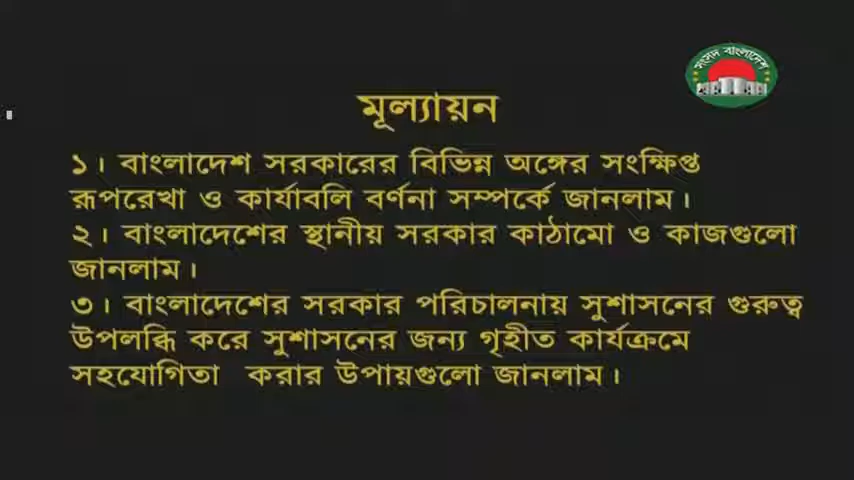 সংসদ বাংলাদেশ
মূল্যায়ন
১। বাংলাদেশ সরকারের বিভিন্ন অঙ্গের সংক্ষিপ্ত
রূপরেখা ও কার্যাবলি বর্ণনা সম্পর্কে জানলাম।
২। বাংলাদেশের স্থানীয় সরকার কাঠামো ও কাজগুলো
জানলাম।
৩। বাংলাদেশের সরকার পরিচালনায় সুশাসনের গুরুত্ব
উপলব্ধি করে সুশাসনের জন্য গৃহীত কার্যক্রমে
সহযোগিতা করার উপায়গুলো জানলাম।